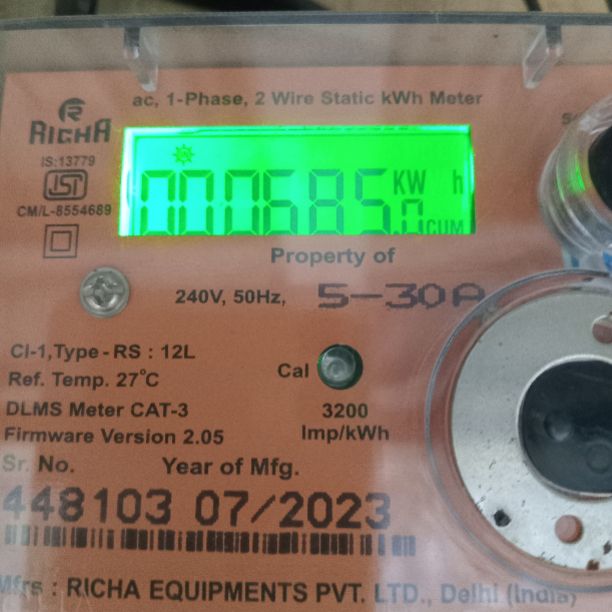 ac, 1-Phase, 2 Wire Static kWh Meter
RICHA
IS:13779
CM/L-8554689
000685.0 KW h
CUM
Property of
240V, 50Hz, 5-30A
Cl-1,Type-RS : 12L
Ref. Temp. 27°C
Cal
DLMS Meter CAT-3
3200
Firmware Version 2.05
Imp/kWh
Sr. No. Year of Mfg.
448103 07/2023
Mfrs : RICHA EQUIPMENTS PVT. LTD., Delhi (India)